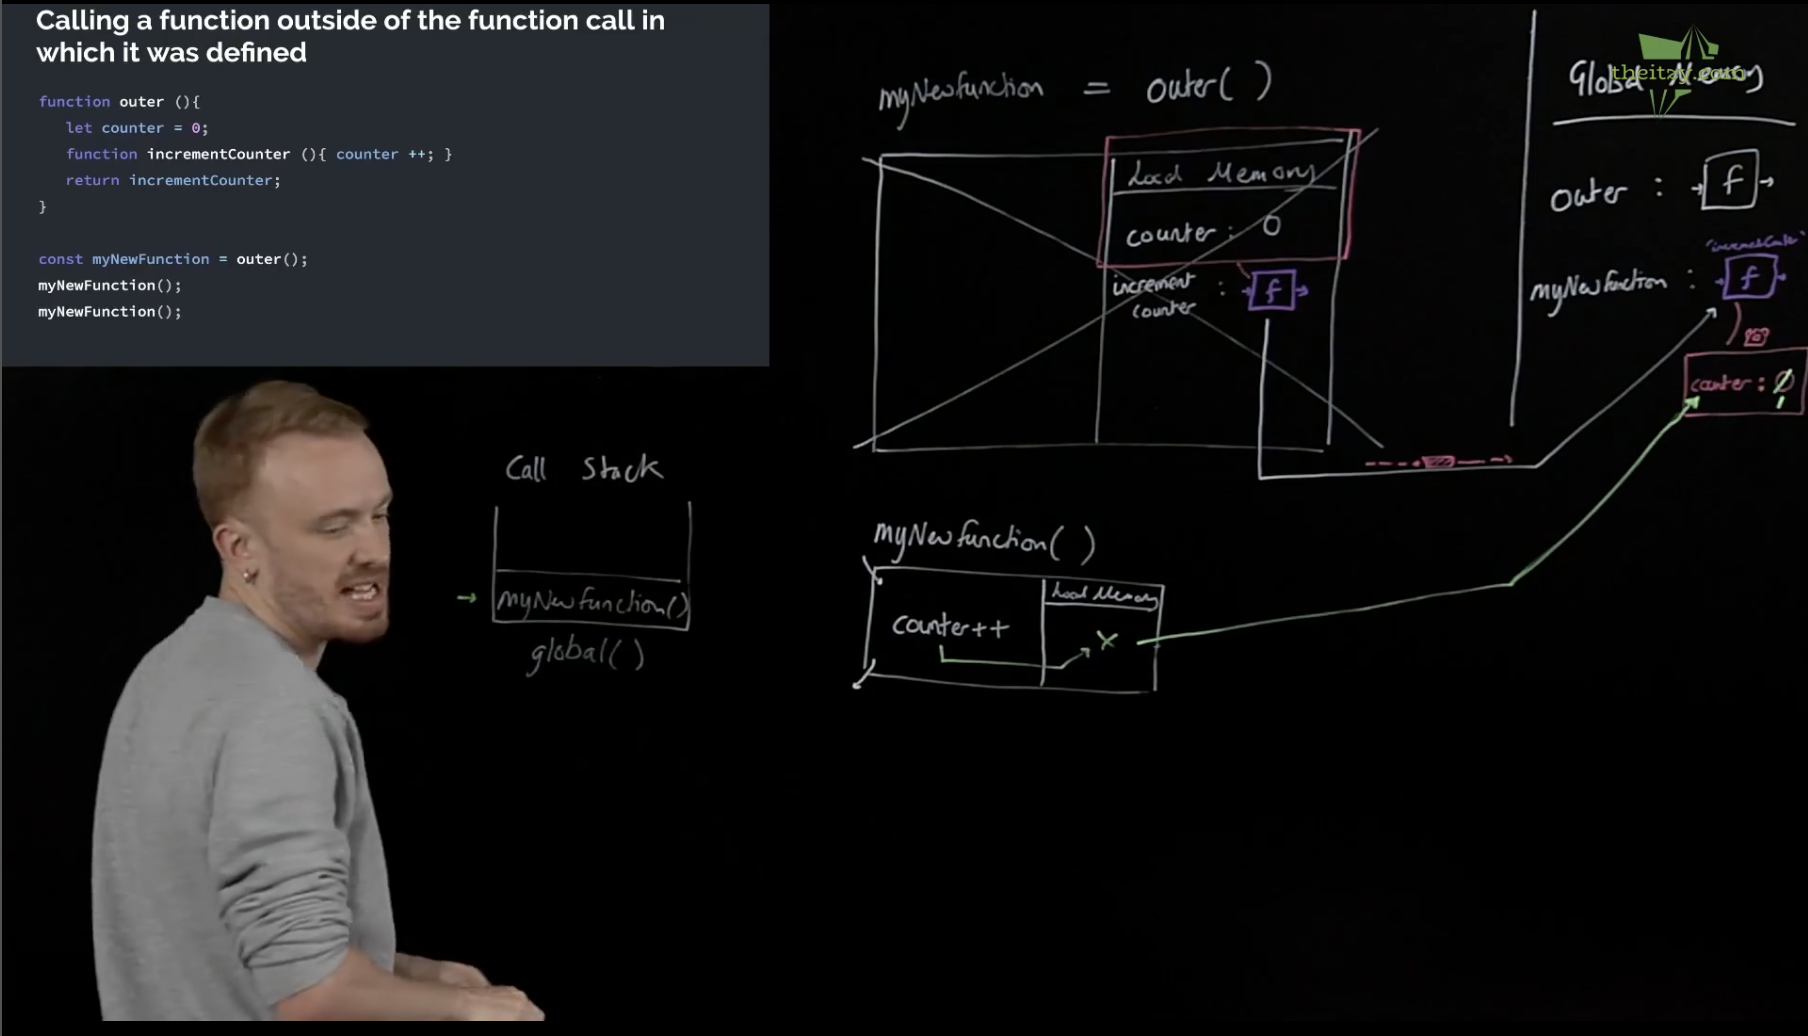 Calling a function outside of the function call in
which it was defined
function outer (){
let counter = 0;
function incrementCounter (){ counter ++; }
return incrementCounter;
}
const myNewFunction = outer();
myNewFunction();
myNewFunction();
myNewfunction = outer( )
Local Memory
counter : 0
increment : f
counter
Global Memory
theitzy.com
outer : f
myNewfunction : f
counter : 0
1
Call Stack
myNewfunction()
global()
myNewfunction( )
Local Memory
counter++
x